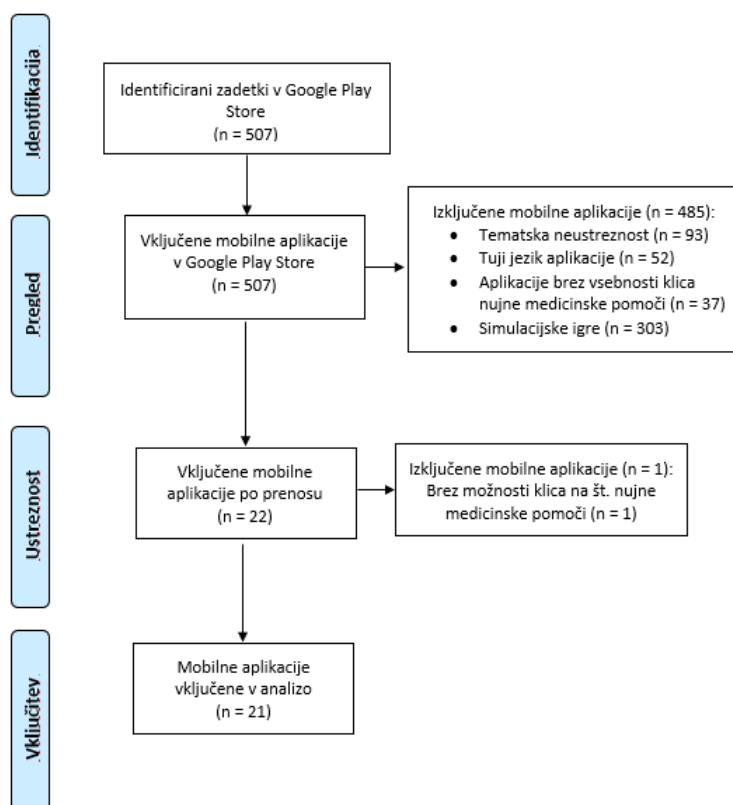 Identifikacija
Identificirani zadetki v Google Play
Store
(n = 507)
Pregled
Vključene mobilne aplikacije
v Google Play Store
(n = 507)
Izključene mobilne aplikacije (n = 485):
• Tematska neustreznost (n = 93)
• Tuji jezik aplikacije (n = 52)
• Aplikacije brez vsebnosti klica
nujne medicinske pomoči (n = 37)
• Simulacijske igre (n = 303)
Ustreznost
Vključene mobilne
aplikacije po prenosu
(n = 22)
Izključene mobilne aplikacije (n = 1):
Brez možnosti klica na št. nujne
medicinske pomoči (n = 1)
Vključitev
Mobilne aplikacije
vključene v analizo
(n = 21)